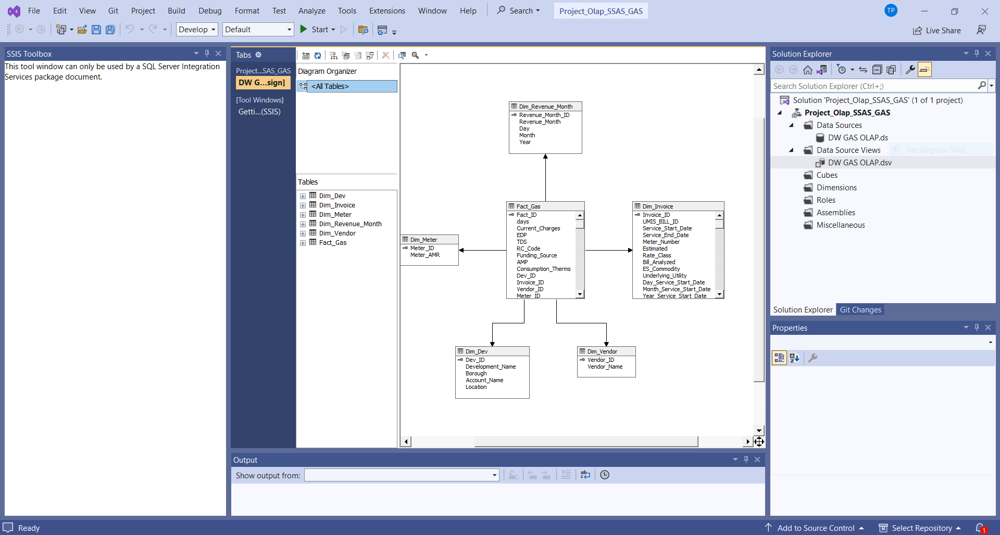 File Edit View Git Project Build Debug Format Test Analyze Tools Extensions Window Help Search Project_Olap_SSAS_GAS TP
Develop Default Start Live Share
SSIS Toolbox
This tool window can only be used by a SQL Server Integration
Services package document.
Tabs
Project...SAS_GAS
DW G...sign]
[Tool Windows]
Getti...(SSIS)
Diagram Organizer
<All Tables>
Tables
Dim_Dev
Dim_Invoice
Dim_Meter
Dim_Revenue_Month
Dim_Vendor
Fact_Gas
Dim_Revenue_Month
Revenue_Month_ID
Revenue_Month
Day
Month
Year
Dim_Meter
Meter_ID
Meter_AMR
Fact_Gas
Fact_ID
days
Current_Charges
EDP
TDS
RC_Code
Funding_Source
AMP
Consumption_Therms
Dev_ID
Invoice_ID
Vendor_ID
Meter_ID
Dim_Invoice
Invoice_ID
UMIS_BILL_ID
Service_Start_Date
Service_End_Date
Meter_Number
Estimated
Rate_Class
Bill_Analyzed
ES_Commodity
Underlying_Utility
Day_Service_Start_Date
Month_Service_Start_Date
Year_Service_Start_Date
Dim_Dev
Dev_ID
Development_Name
Borough
Account_Name
Location
Dim_Vendor
Vendor_ID
Vendor_Name
Output
Show output from:
Solution Explorer
Search Solution Explorer (Ctrl+;)
Solution 'Project_Olap_SSAS_GAS' (1 of 1 project)
Project_Olap_SSAS_GAS
Data Sources
DW GAS OLAP.ds
Data Source Views
Rectangular Snip
DW GAS OLAP.dsv
Cubes
Dimensions
Roles
Assemblies
Miscellaneous
Solution Explorer Git Changes
Properties
Ready Add to Source Control Select Repository 1